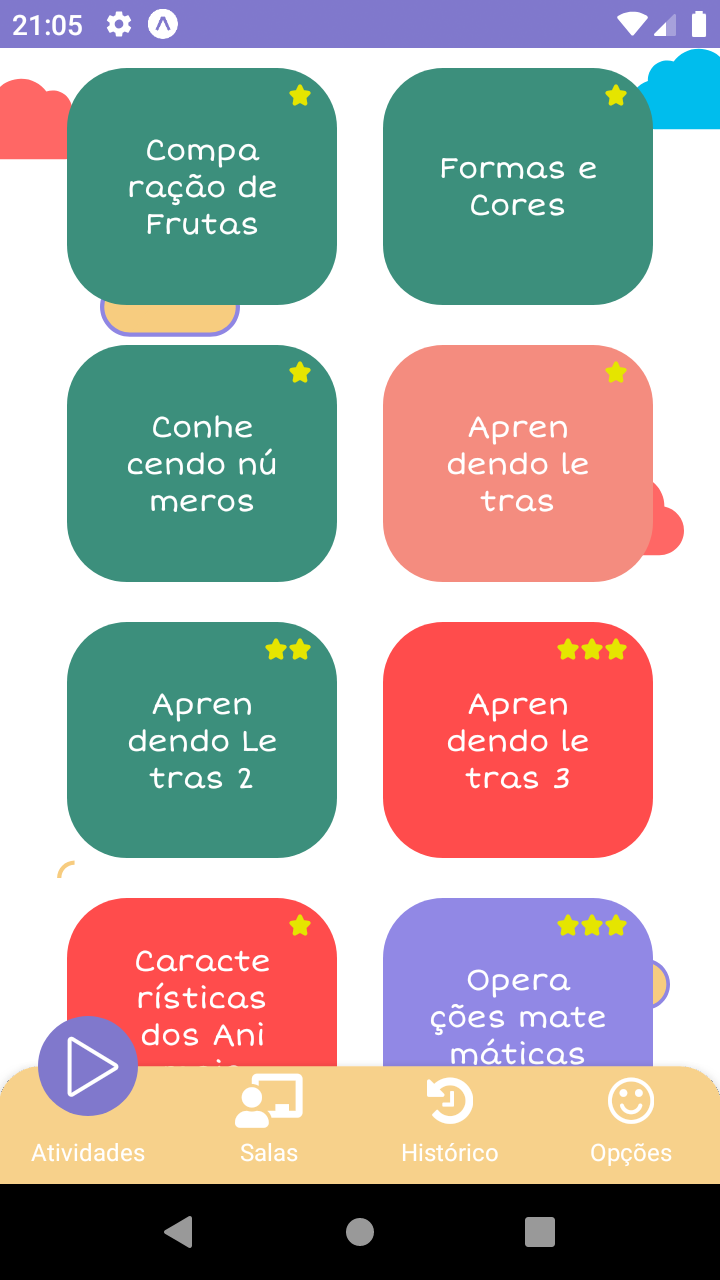 21:05
Compa
ração de
Frutas
Formas e
Cores
Conhe
cendo nú
meros
Apren
dendo le
tras
Apren
dendo Le
tras 2
Apren
dendo le
tras 3
Caracte
rísticas
dos Ani
Opera
ções mate
máticas
Atividades
Salas
Histórico
Opções